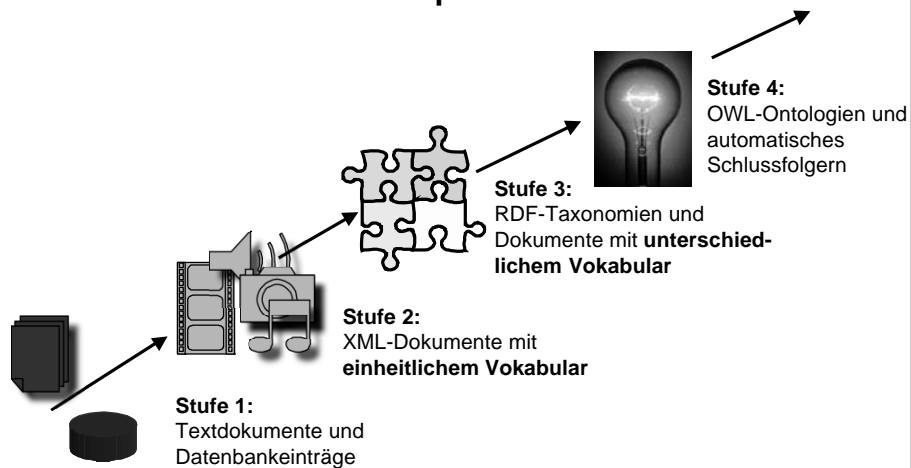 Stufe 4:
OWL-Ontologien und
automatisches
Schlussfolgern
Stufe 3:
RDF-Taxonomien und
Dokumente mit unterschied-
lichem Vokabular
Stufe 2:
XML-Dokumente mit
einheitlichem Vokabular
Stufe 1:
Textdokumente und
Datenbankeinträge